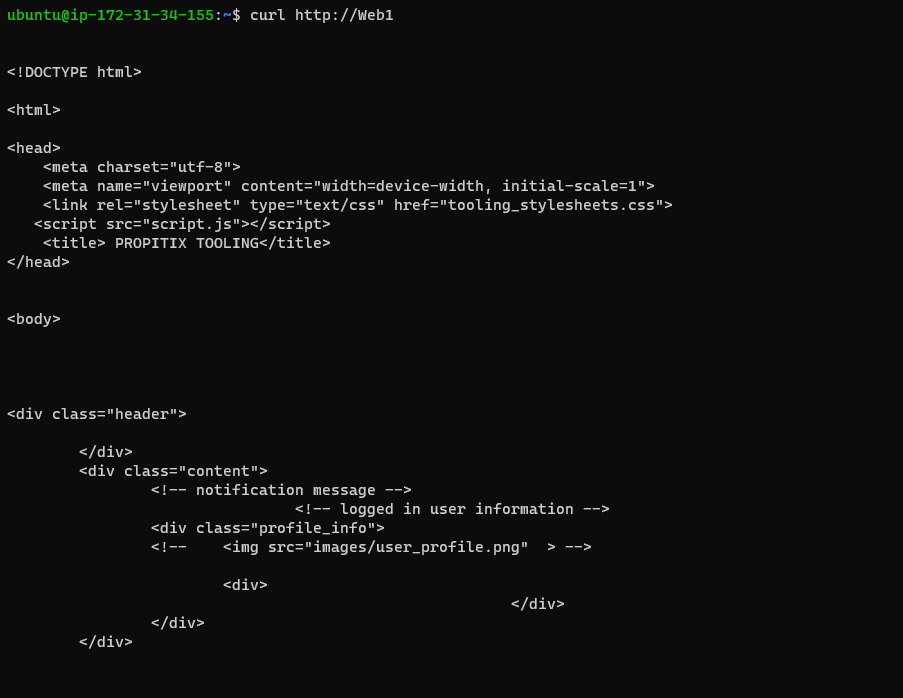 ubuntu@ip-172-31-34-155:~$ curl http://Web1
<!DOCTYPE html>
<html>
<head>
    <meta charset="utf-8">
    <meta name="viewport" content="width=device-width, initial-scale=1">
    <link rel="stylesheet" type="text/css" href="tooling_stylesheets.css">
   <script src="script.js"></script>
    <title> PROPITIX TOOLING</title>
</head>
<body>
<div class="header">
        </div>
        <div class="content">
                <!-- notification message -->
                                <!-- logged in user information -->
                <div class="profile_info">
                <!--    <img src="images/user_profile.png"  > -->
                        <div>
                                                        </div>
                </div>
        </div>